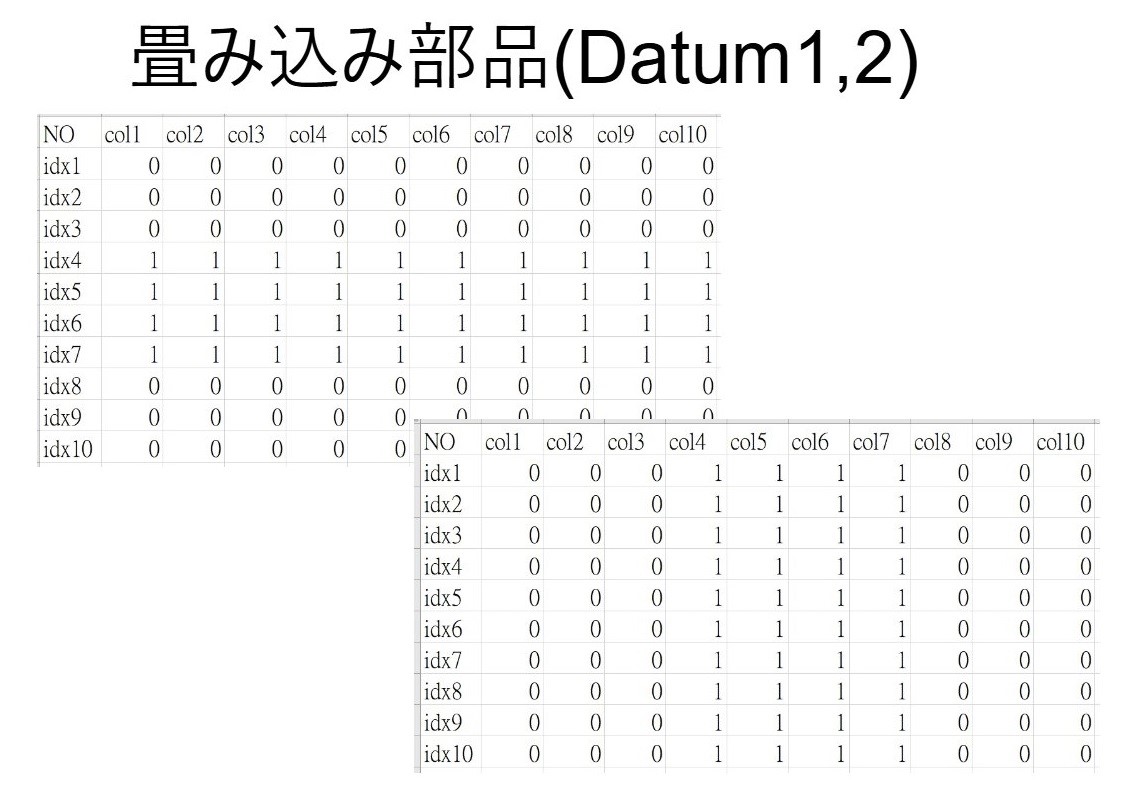 畳み込み部品(Datum1,2)
NO col1 col2 col3 col4 col5 col6 col7 col8 col9 col10
idx1 0 0 0 0 0 0 0 0 0 0
idx2 0 0 0 0 0 0 0 0 0 0
idx3 0 0 0 0 0 0 0 0 0 0
idx4 1 1 1 1 1 1 1 1 1 1
idx5 1 1 1 1 1 1 1 1 1 1
idx6 1 1 1 1 1 1 1 1 1 1
idx7 1 1 1 1 1 1 1 1 1 1
idx8 0 0 0 0 0 0 0 0 0 0
idx9 0 0 0 0 0 0 0 0 0 0
idx10 0 0 0 0 0
NO col1 col2 col3 col4 col5 col6 col7 col8 col9 col10
idx1 0 0 0 1 1 1 1 0 0 0
idx2 0 0 0 1 1 1 1 0 0 0
idx3 0 0 0 1 1 1 1 0 0 0
idx4 0 0 0 1 1 1 1 0 0 0
idx5 0 0 0 1 1 1 1 0 0 0
idx6 0 0 0 1 1 1 1 0 0 0
idx7 0 0 0 1 1 1 1 0 0 0
idx8 0 0 0 1 1 1 1 0 0 0
idx9 0 0 0 1 1 1 1 0 0 0
idx10 0 0 0 1 1 1 1 0 0 0